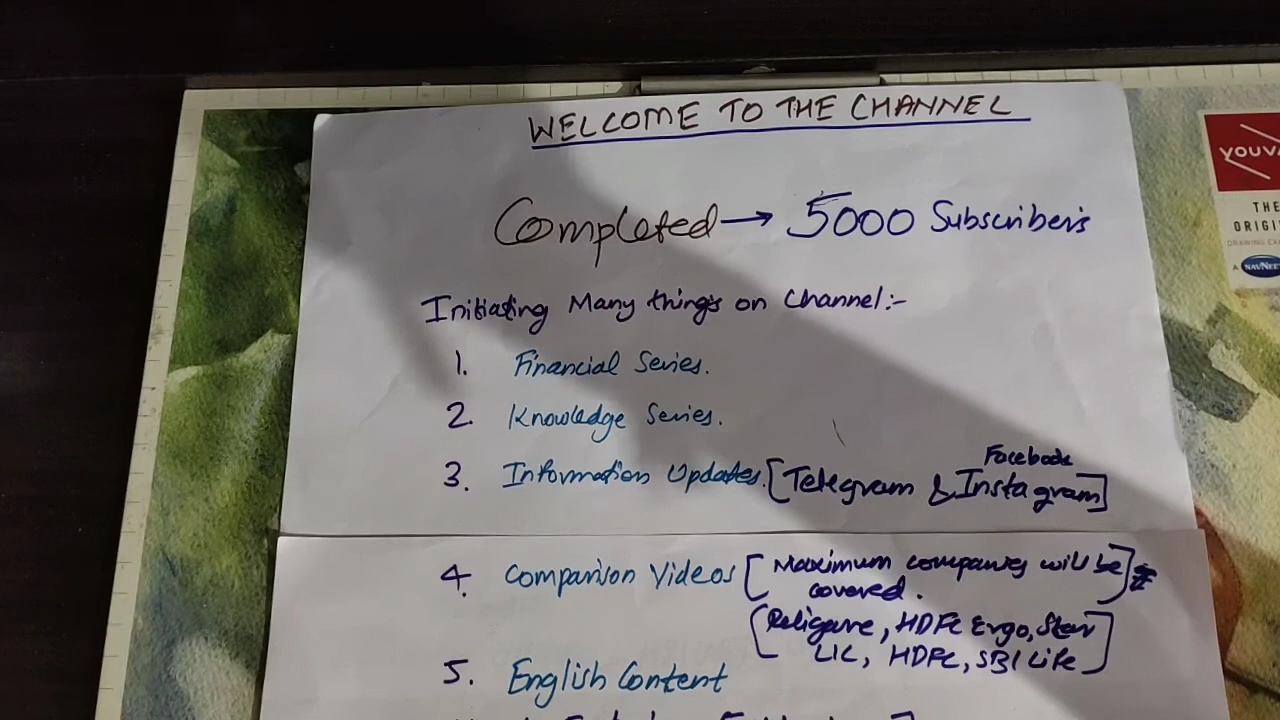 WELCOME TO THE CHANNEL
Completed → 5000 Subscribers
Initiating Many things on Channel:-
1. Financial Series.
2. Knowledge Series.
Facebook
3. Information Updates. [Telegram & Instagram]
4. Comparison Videos [Maximum companies will be
covered.]
[Religare, HDFC Ergo, Star
LIC, HDFC, SBI Life]
5. English Content
YOUVA
THE
ORIGI
DRAWING
A NAVNEET